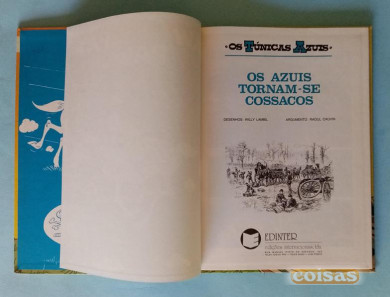 OS TÚNICAS AZUIS
OS AZUIS
TORNAM-SE
COSSACOS
DESENHOS: WILLY LAMBIL ARGUMENTO: RAOUL CAUVIN
EDINTER
coisas